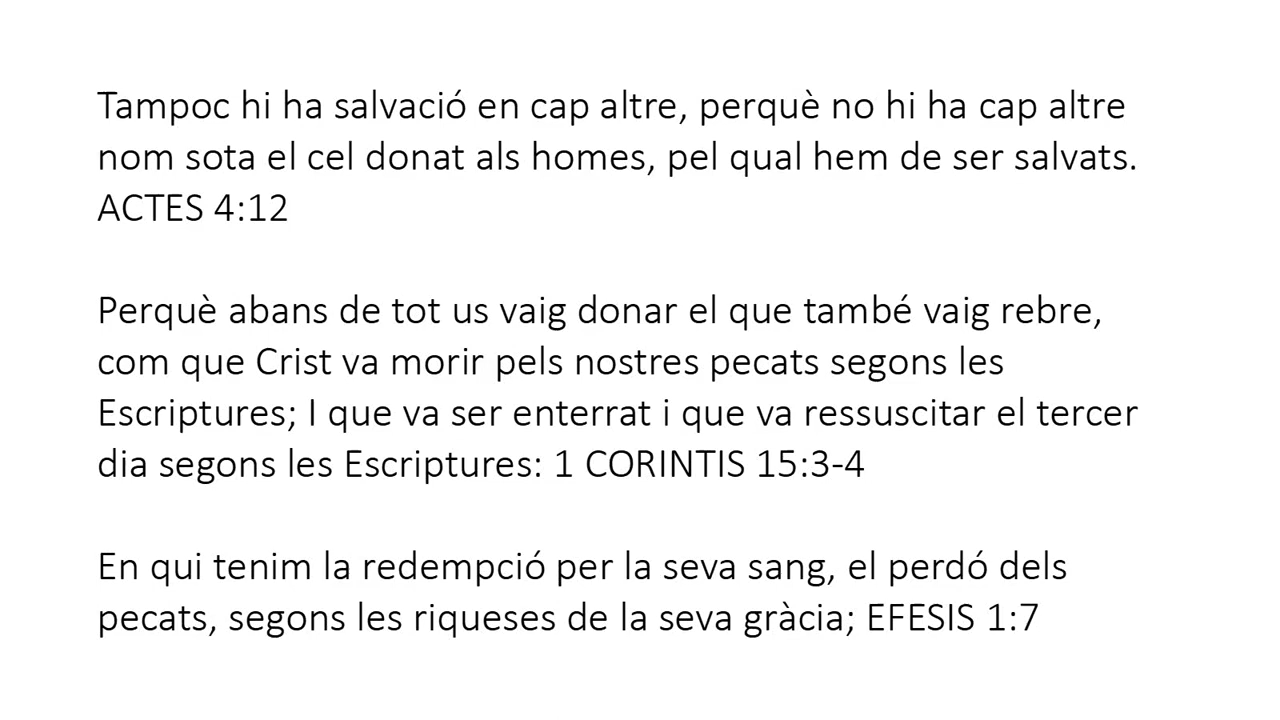 Tampoc hi ha salvació en cap altre, perquè no hi ha cap altre
nom sota el cel donat als homes, pel qual hem de ser salvats.
ACTES 4:12
Perquè abans de tot us vaig donar el que també vaig rebre,
com que Crist va morir pels nostres pecats segons les
Escriptures; I que va ser enterrat i que va ressuscitar el tercer
dia segons les Escriptures: 1 CORINTIS 15:3-4
En qui tenim la redempció per la seva sang, el perdó dels
pecats, segons les riqueses de la seva gràcia; EFESIS 1:7